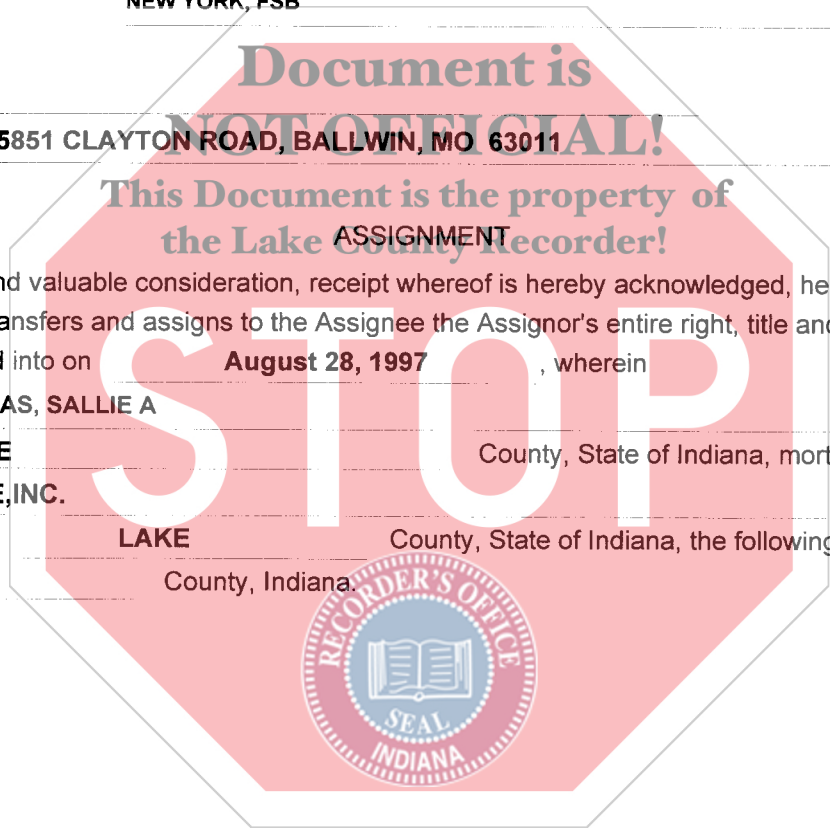 NEW YORK, FSB
Document is
NOT OFFICIAL!
5851 CLAYTON ROAD, BALLWIN, MO 63011
This Document is the property of
the Lake County Recorder!
ASSIGNMENT
nd valuable consideration, receipt whereof is hereby acknowledged, he
ansfers and assigns to the Assignee the Assignor's entire right, title and
d into on August 28, 1997 , wherein
AS, SALLIE A
E County, State of Indiana, mort
E,INC.
STOP
LAKE County, State of Indiana, the following
County, Indiana.
RECORDER'S OFFICE
SEAL
INDIANA